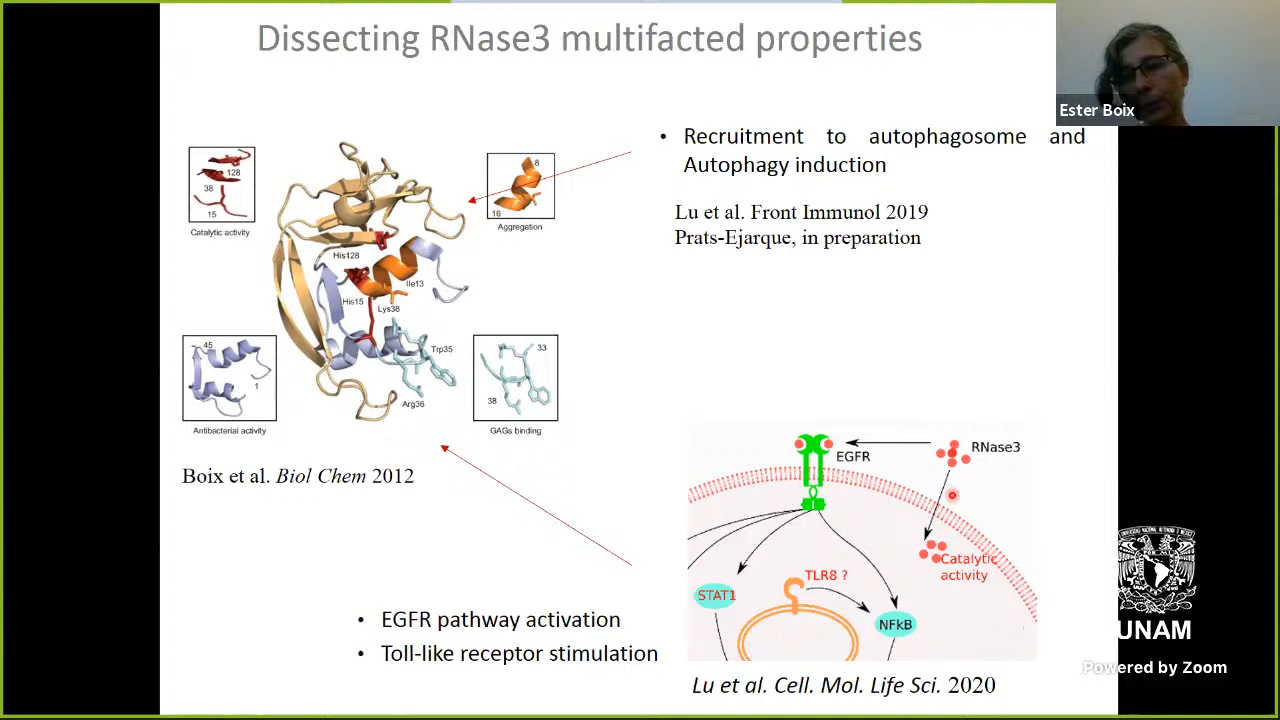 Dissecting RNase3 multifacted properties
Ester Boix
• Recruitment to autophagosome and
Autophagy induction
Lu et al. Front Immunol 2019
Prats-Ejarque, in preparation
128
38
15
Catalytic activity
8
16
Aggregation
His128
Ile13
His15
Lys38
Trp35
Arg36
45
1
Antibacterial activity
33
38
GAGs binding
Boix et al. Biol Chem 2012
EGFR
RNase3
Catalytic
activity
TLR8 ?
STAT1
NFkB
• EGFR pathway activation
• Toll-like receptor stimulation
Lu et al. Cell. Mol. Life Sci. 2020
UNAM
Powered by Zoom